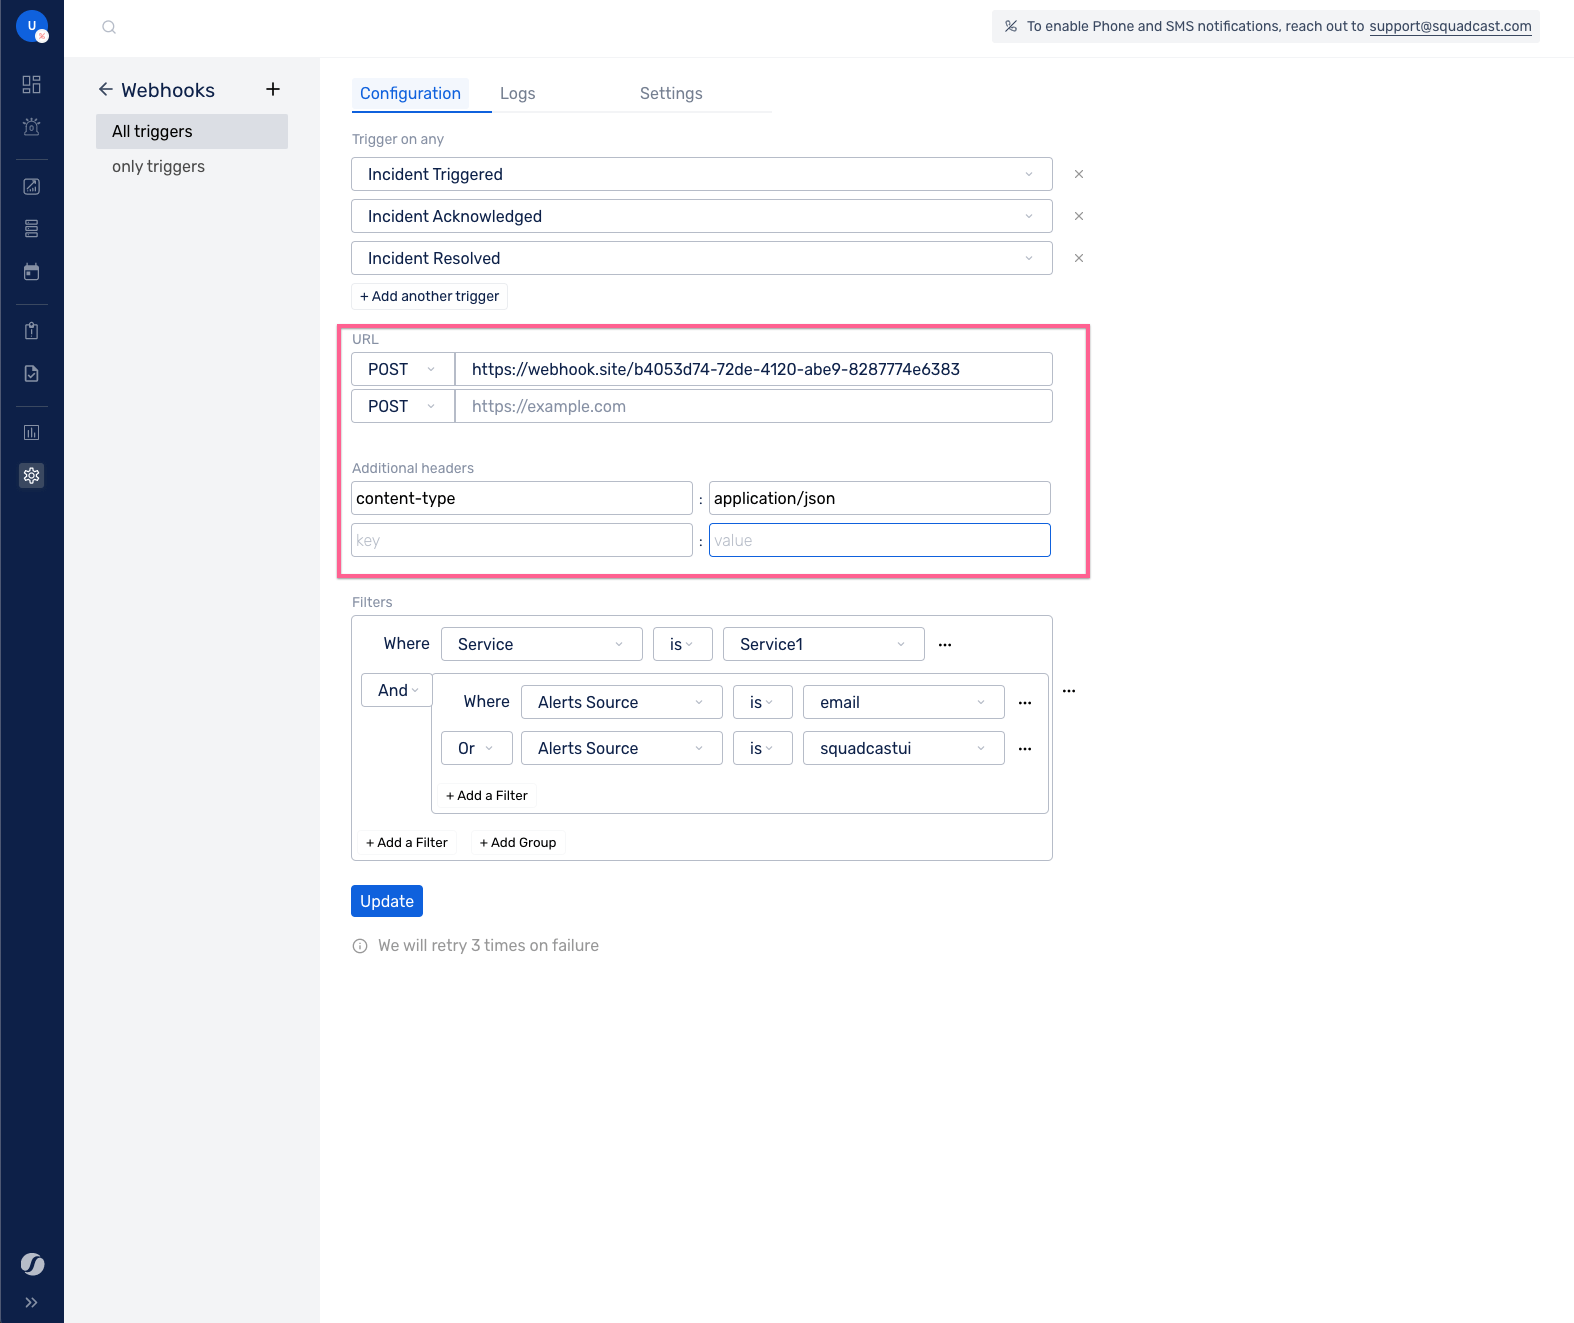 U
To enable Phone and SMS notifications, reach out to support@squadcast.com
Webhooks
All triggers
only triggers
Configuration Logs Settings
Trigger on any
Incident Triggered
Incident Acknowledged
Incident Resolved
+ Add another trigger
URL
POST https://webhook.site/b4053d74-72de-4120-abe9-8287774e6383
POST https://example.com
Additional headers
content-type : application/json
key : value
Filters
Where Service is Service1 •••
And •••
Where Alerts Source is email •••
Or Alerts Source is squadcastui •••
+ Add a Filter
+ Add a Filter + Add Group
Update
We will retry 3 times on failure